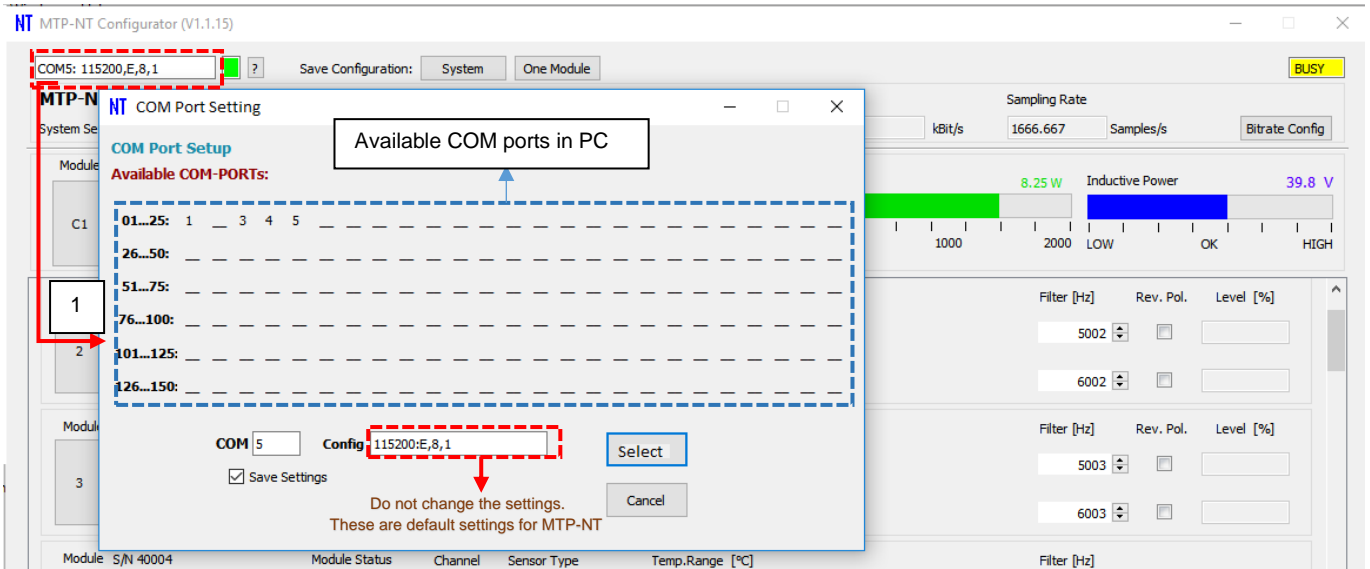 NT MTP-NT Configurator (V1.1.15)
COM5: 115200,E,8,1 ? Save Configuration: System One Module BUSY
MTP-N
NT COM Port Setting
Sampling Rate
System Se
kBit/s 1666.667 Samples/s Bitrate Config
Available COM ports in PC
COM Port Setup
Available COM-PORTs:
Module
8.25 W Inductive Power 39.8 V
C1
01...25: 1 _ 3 4 5 _ _ _ _ _ _ _ _ _ _ _ _ _ _ _ _ _ _ _ _
1000 2000 LOW OK HIGH
26...50: _ _ _ _ _ _ _ _ _ _ _ _ _ _ _ _ _ _ _ _ _ _ _ _ _
51...75: _ _ _ _ _ _ _ _ _ _ _ _ _ _ _ _ _ _ _ _ _ _ _ _ _
Filter [Hz] Rev. Pol. Level [%]
1
76...100: _ _ _ _ _ _ _ _ _ _ _ _ _ _ _ _ _ _ _ _ _ _ _ _ _
5002
2
101...125: _ _ _ _ _ _ _ _ _ _ _ _ _ _ _ _ _ _ _ _ _ _ _ _ _
126...150: _ _ _ _ _ _ _ _ _ _ _ _ _ _ _ _ _ _ _ _ _ _ _ _ _
6002
Modul
Filter [Hz] Rev. Pol. Level [%]
COM 5 Config 115200:E,8,1 Select
5003
Save Settings
3
Do not change the settings.
These are default settings for MTP-NT
Cancel
6003
Module S/N 40004 Module Status Channel Sensor Type Temp.Range [°C] Filter [Hz]